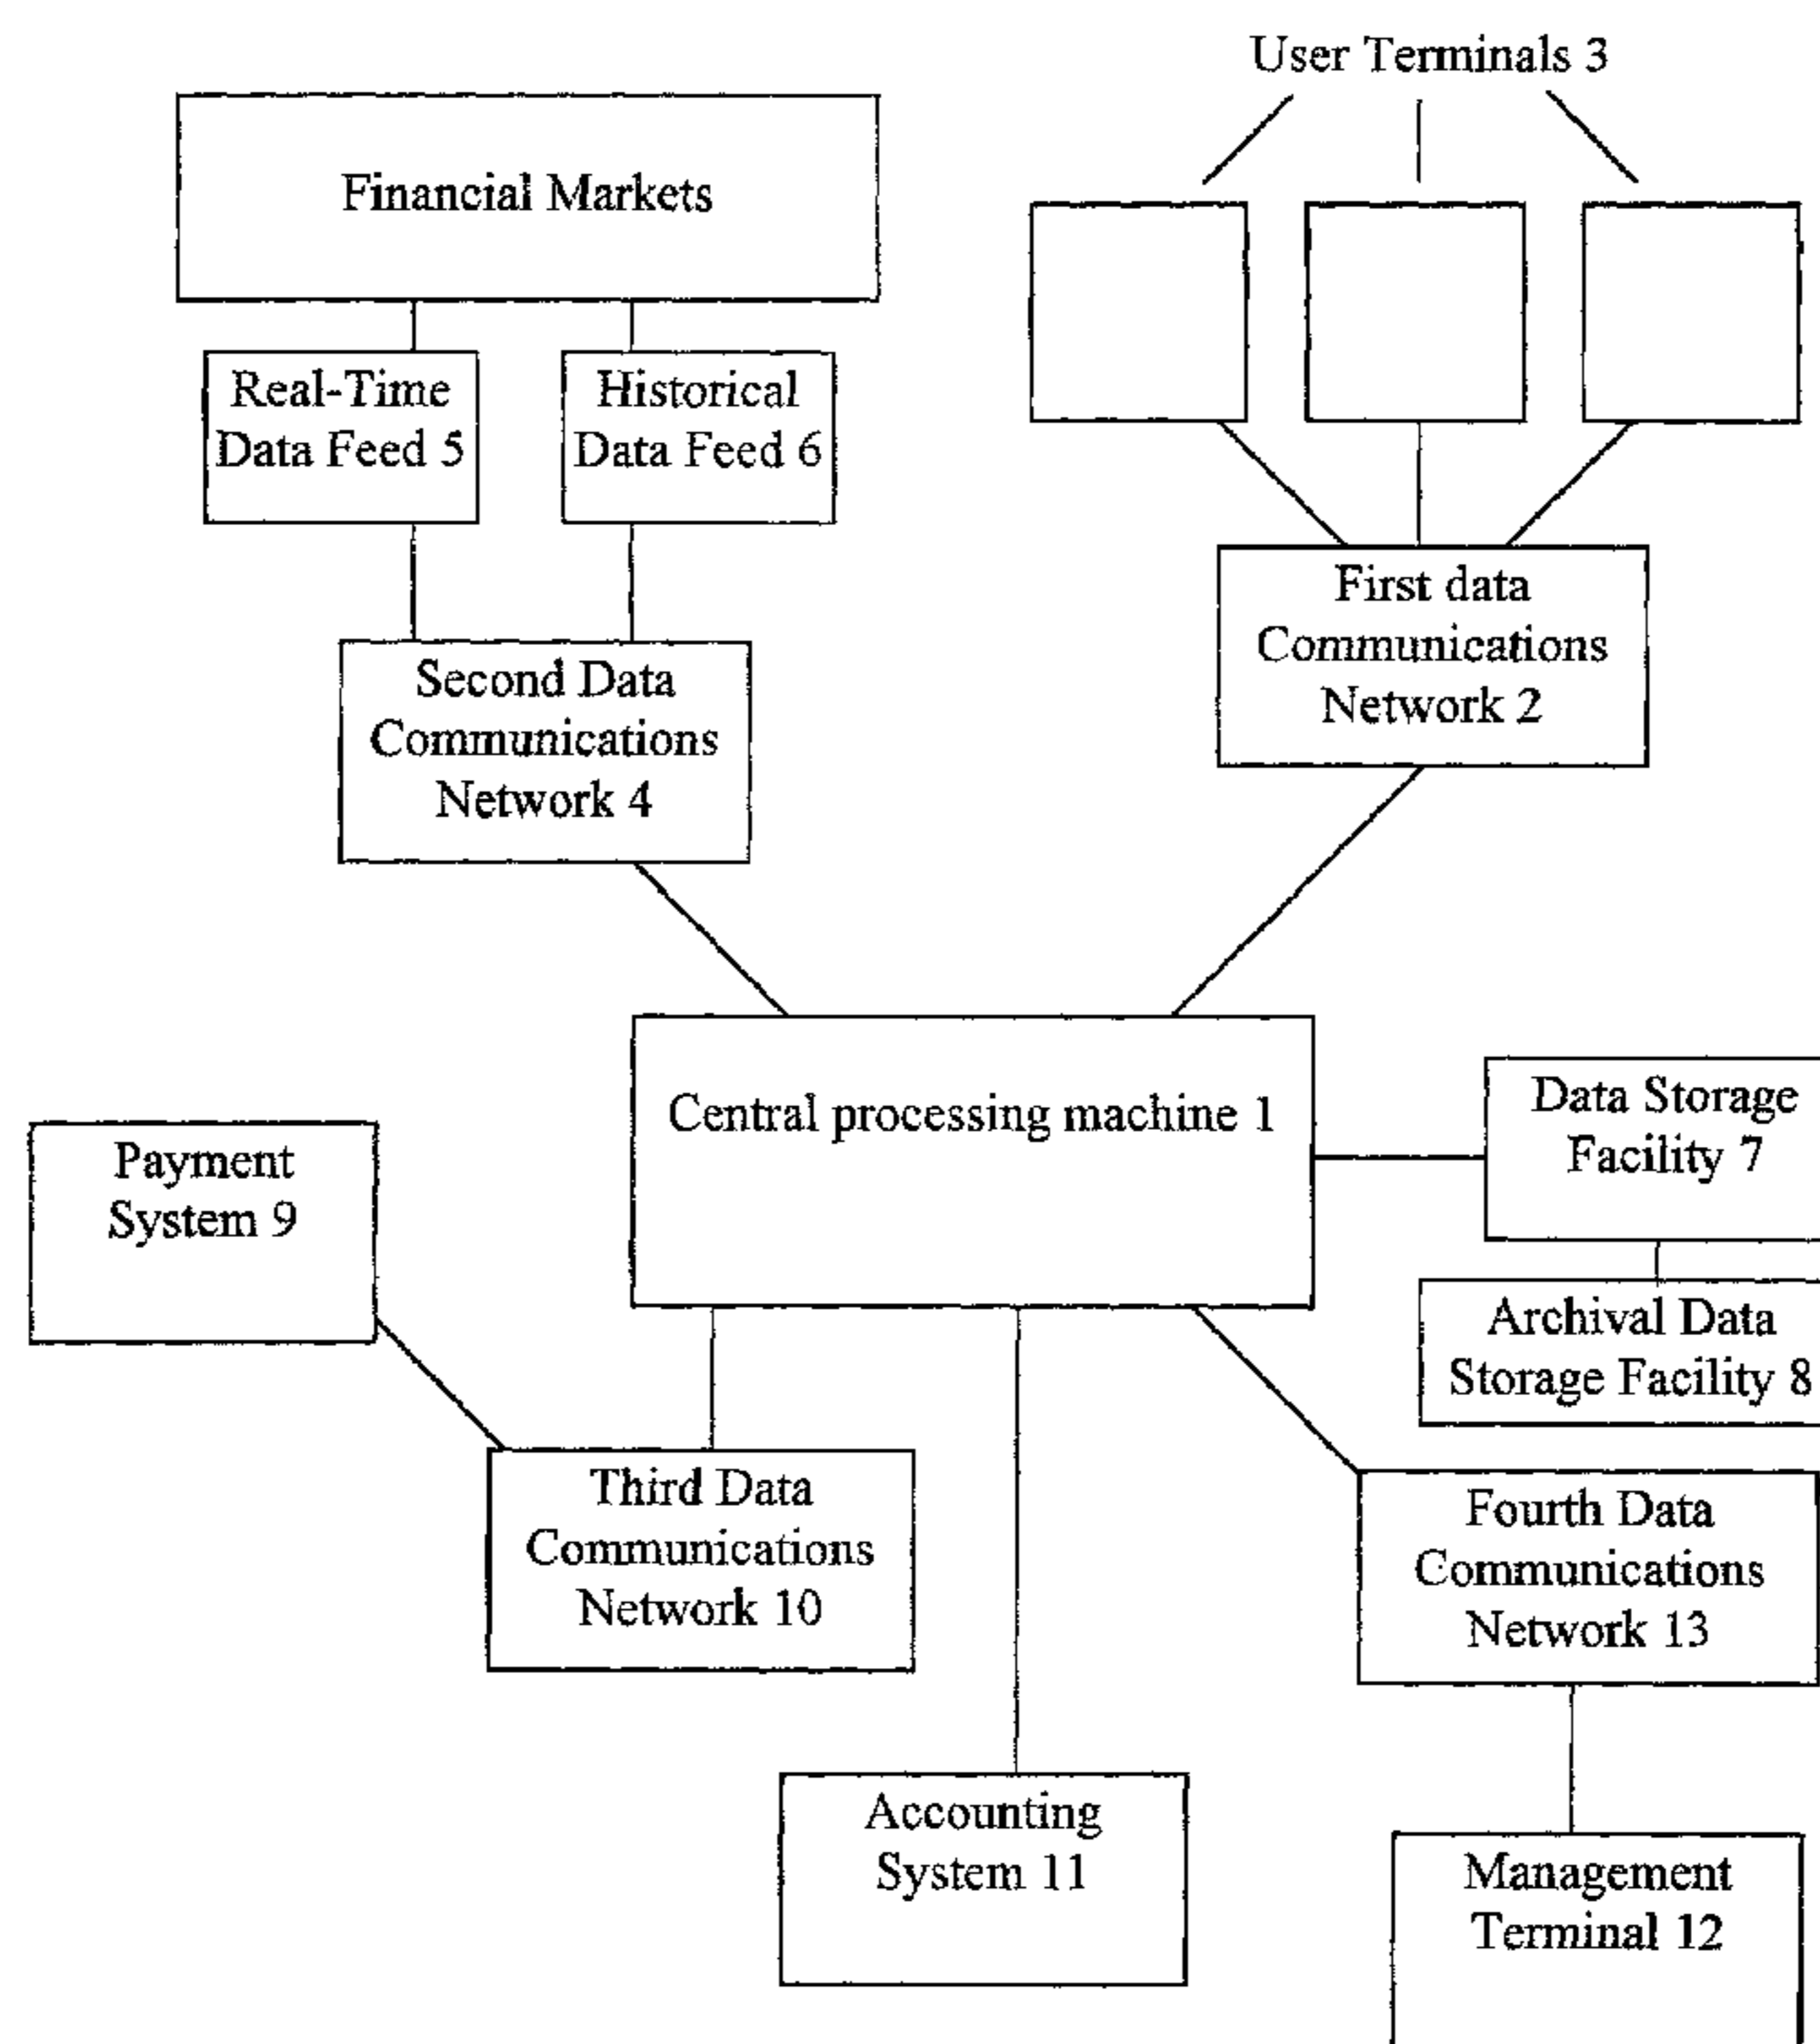 User Terminals 3
Financial Markets
Real-Time
Data Feed 5
Historical
Data Feed 6
First data
Communications
Network 2
Second Data
Communications
Network 4
Central processing machine 1
Data Storage
Facility 7
Payment
System 9
Archival Data
Storage Facility 8
Third Data
Communications
Network 10
Fourth Data
Communications
Network 13
Accounting
System 11
Management
Terminal 12